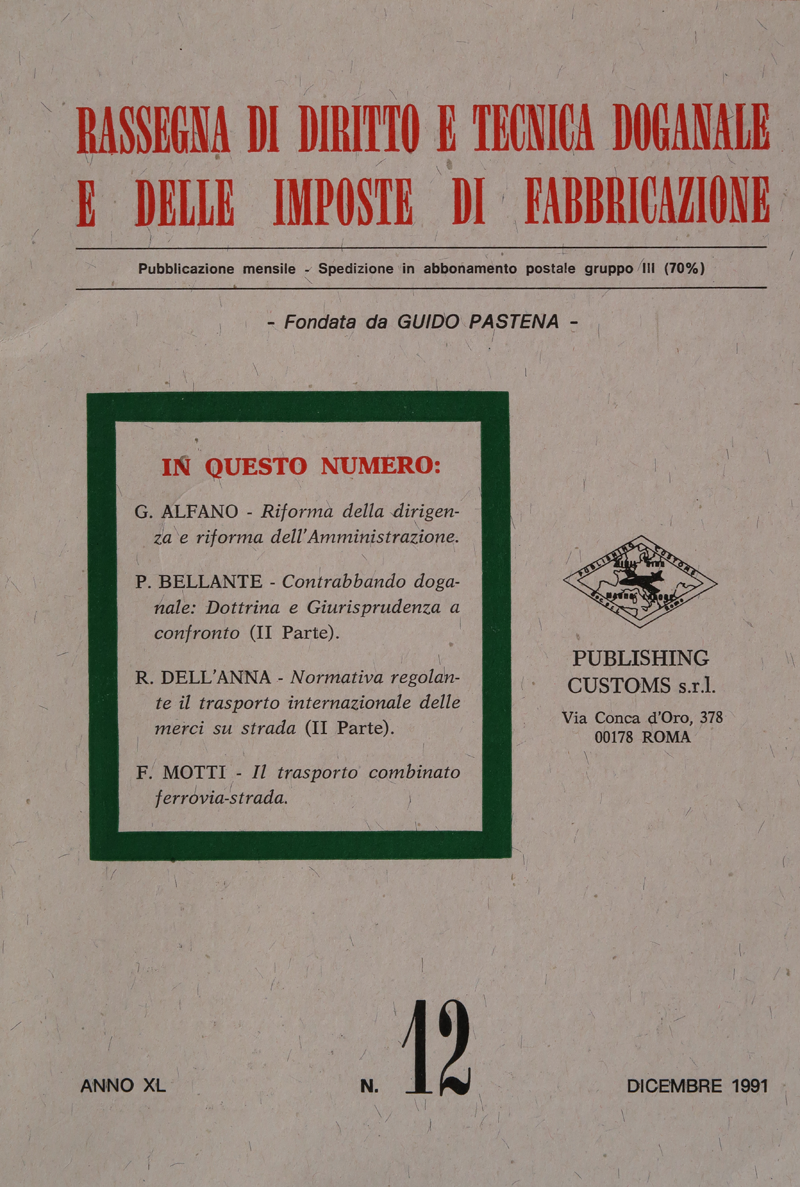 RASSEGNA DI DIRITTO E TECNICA DOGANALE
E DELLE IMPOSTE DI FABBRICAZIONE
Pubblicazione mensile - Spedizione in abbonamento postale gruppo III (70%)
- Fondata da GUIDO PASTENA -
IN QUESTO NUMERO:
G. ALFANO - Riforma della dirigen-
za e riforma dell'Amministrazione.
P. BELLANTE - Contrabbando doga-
nale: Dottrina e Giurisprudenza a
confronto (II Parte).
R. DELL'ANNA - Normativa regolan-
te il trasporto internazionale delle
merci su strada (II Parte).
F. MOTTI - Il trasporto combinato
ferrovia-strada.
PUBLISHING CUSTOMS
PUBLISHING
CUSTOMS s.r.l.
Via Conca d'Oro, 378
00178 ROMA
ANNO XL
N. 12
DICEMBRE 1991